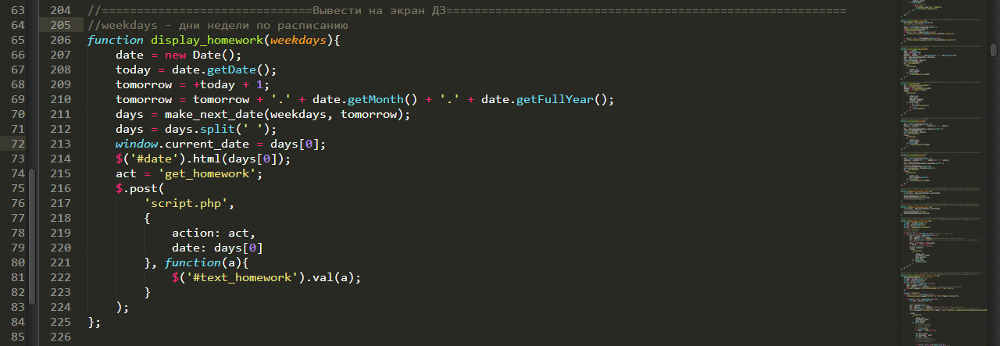 63 204 //==============================Вывести на экран ДЗ=========================================================
64 205 //weekdays - дни недели по расписанию
65 206 function display_homework(weekdays){
66 207     date = new Date();
67 208     today = date.getDate();
68 209     tomorrow = +today + 1;
69 210     tomorrow = tomorrow + '.' + date.getMonth() + '.' + date.getFullYear();
70 211     days = make_next_date(weekdays, tomorrow);
71 212     days = days.split(' ');
72 213     window.current_date = days[0];
73 214     $('#date').html(days[0]);
74 215     act = 'get_homework';
75 216     $.post(
76 217         'script.php',
77 218         {
78 219             action: act,
79 220             date: days[0]
80 221         }, function(a){
81 222             $('#text_homework').val(a);
82 223         }
83 224     );
84 225 };
85 226